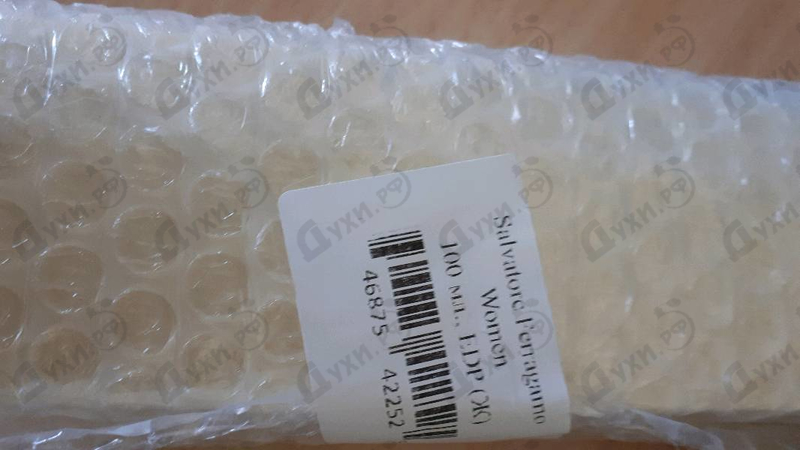 Salvatore Ferragamo
Women
100 мл., EDP (Ж)
46875 42252
Духи.РФ